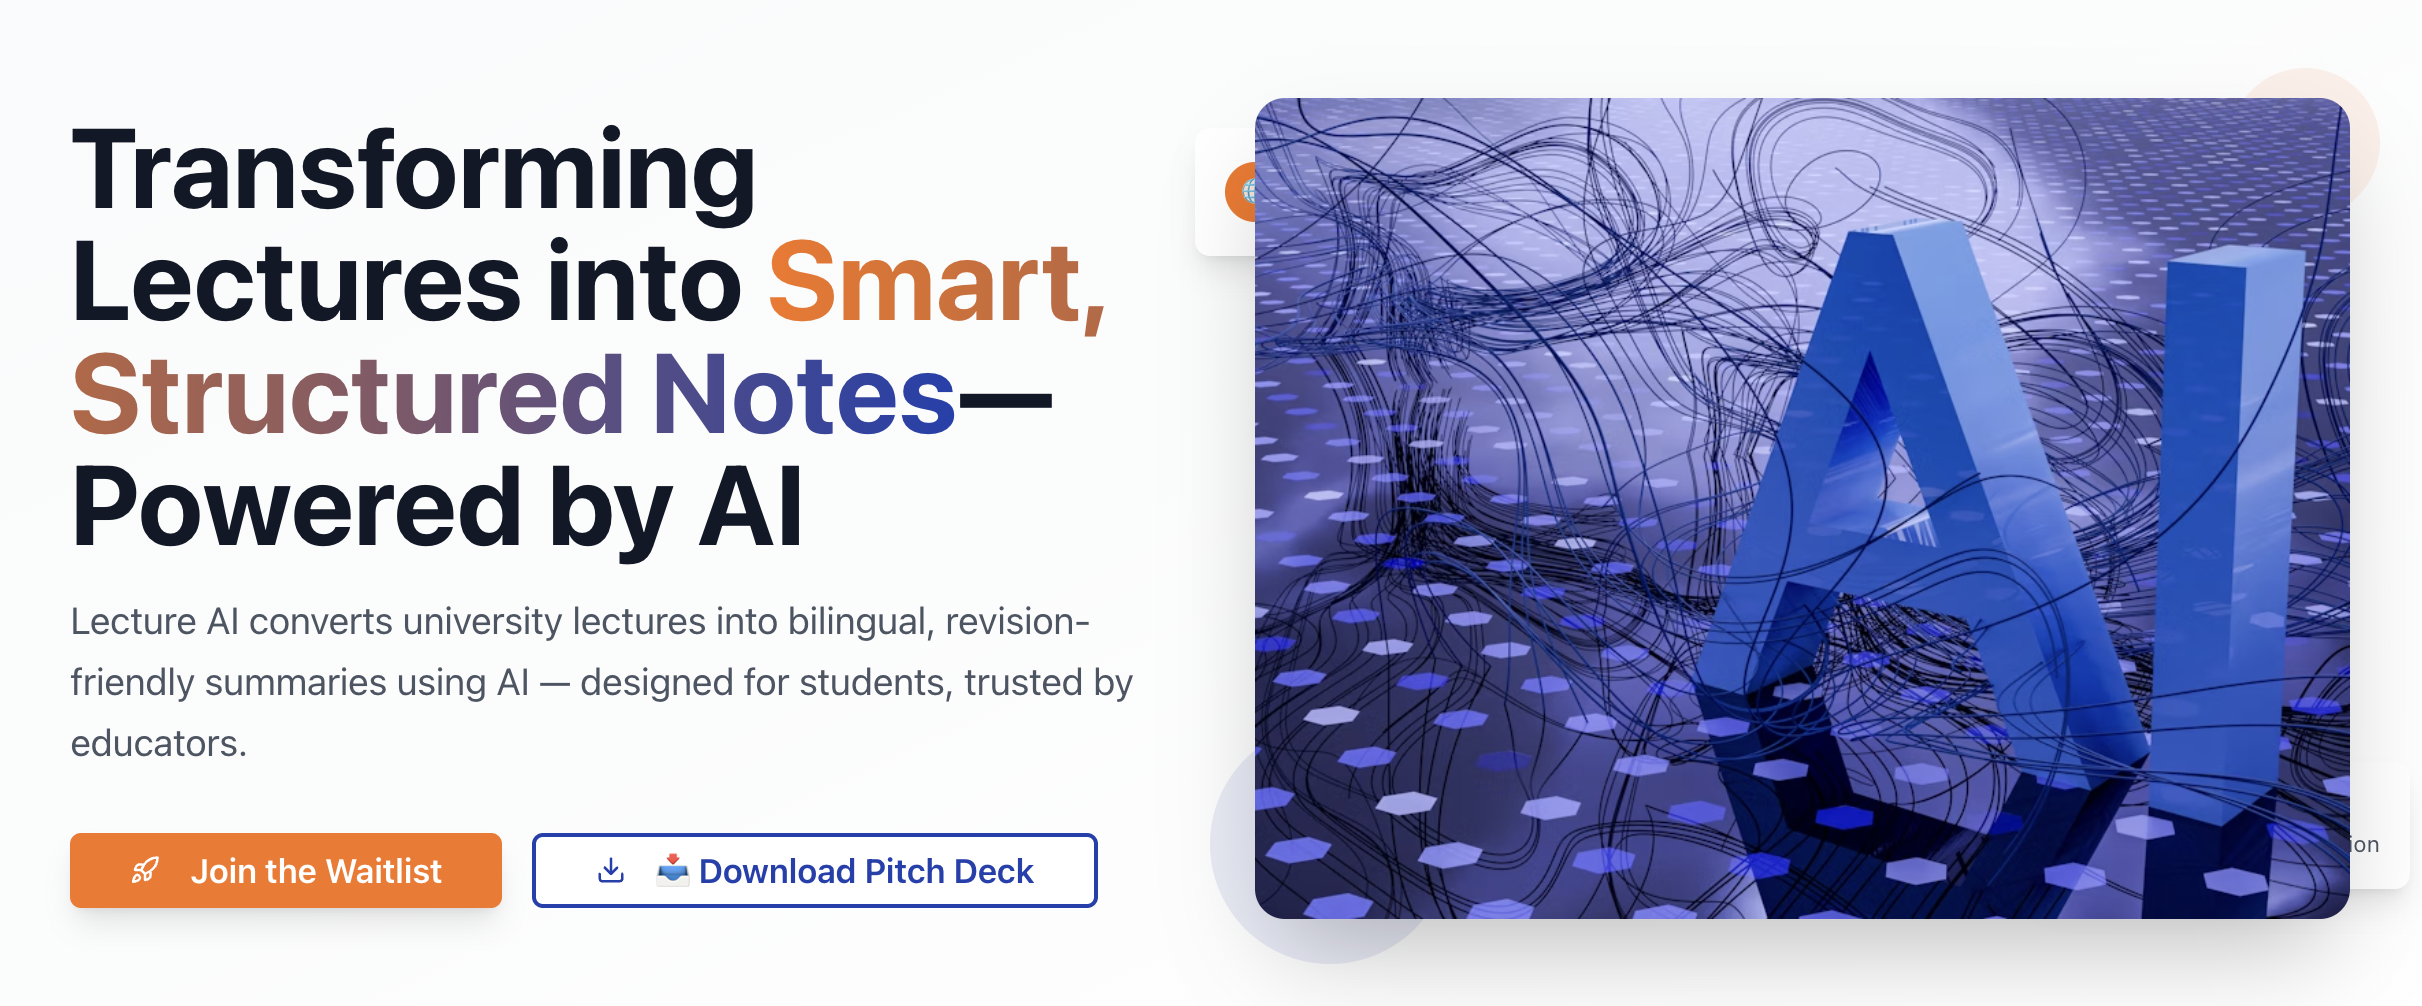 Transforming
Lectures into Smart,
Structured Notes—
Powered by AI
Lecture AI converts university lectures into bilingual, revision-
friendly summaries using AI — designed for students, trusted by
educators.
Join the Waitlist
Download Pitch Deck
AI